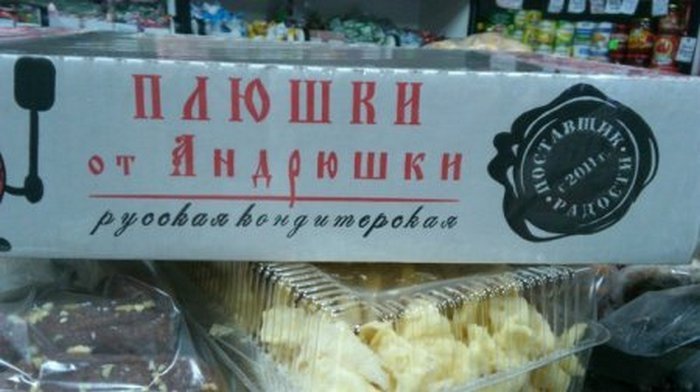 ПЛЮШКИ
от Андрюшки
русская кондитерская
ПОСТАВЩИК · РАДОСТИ ·
с 2011 г.